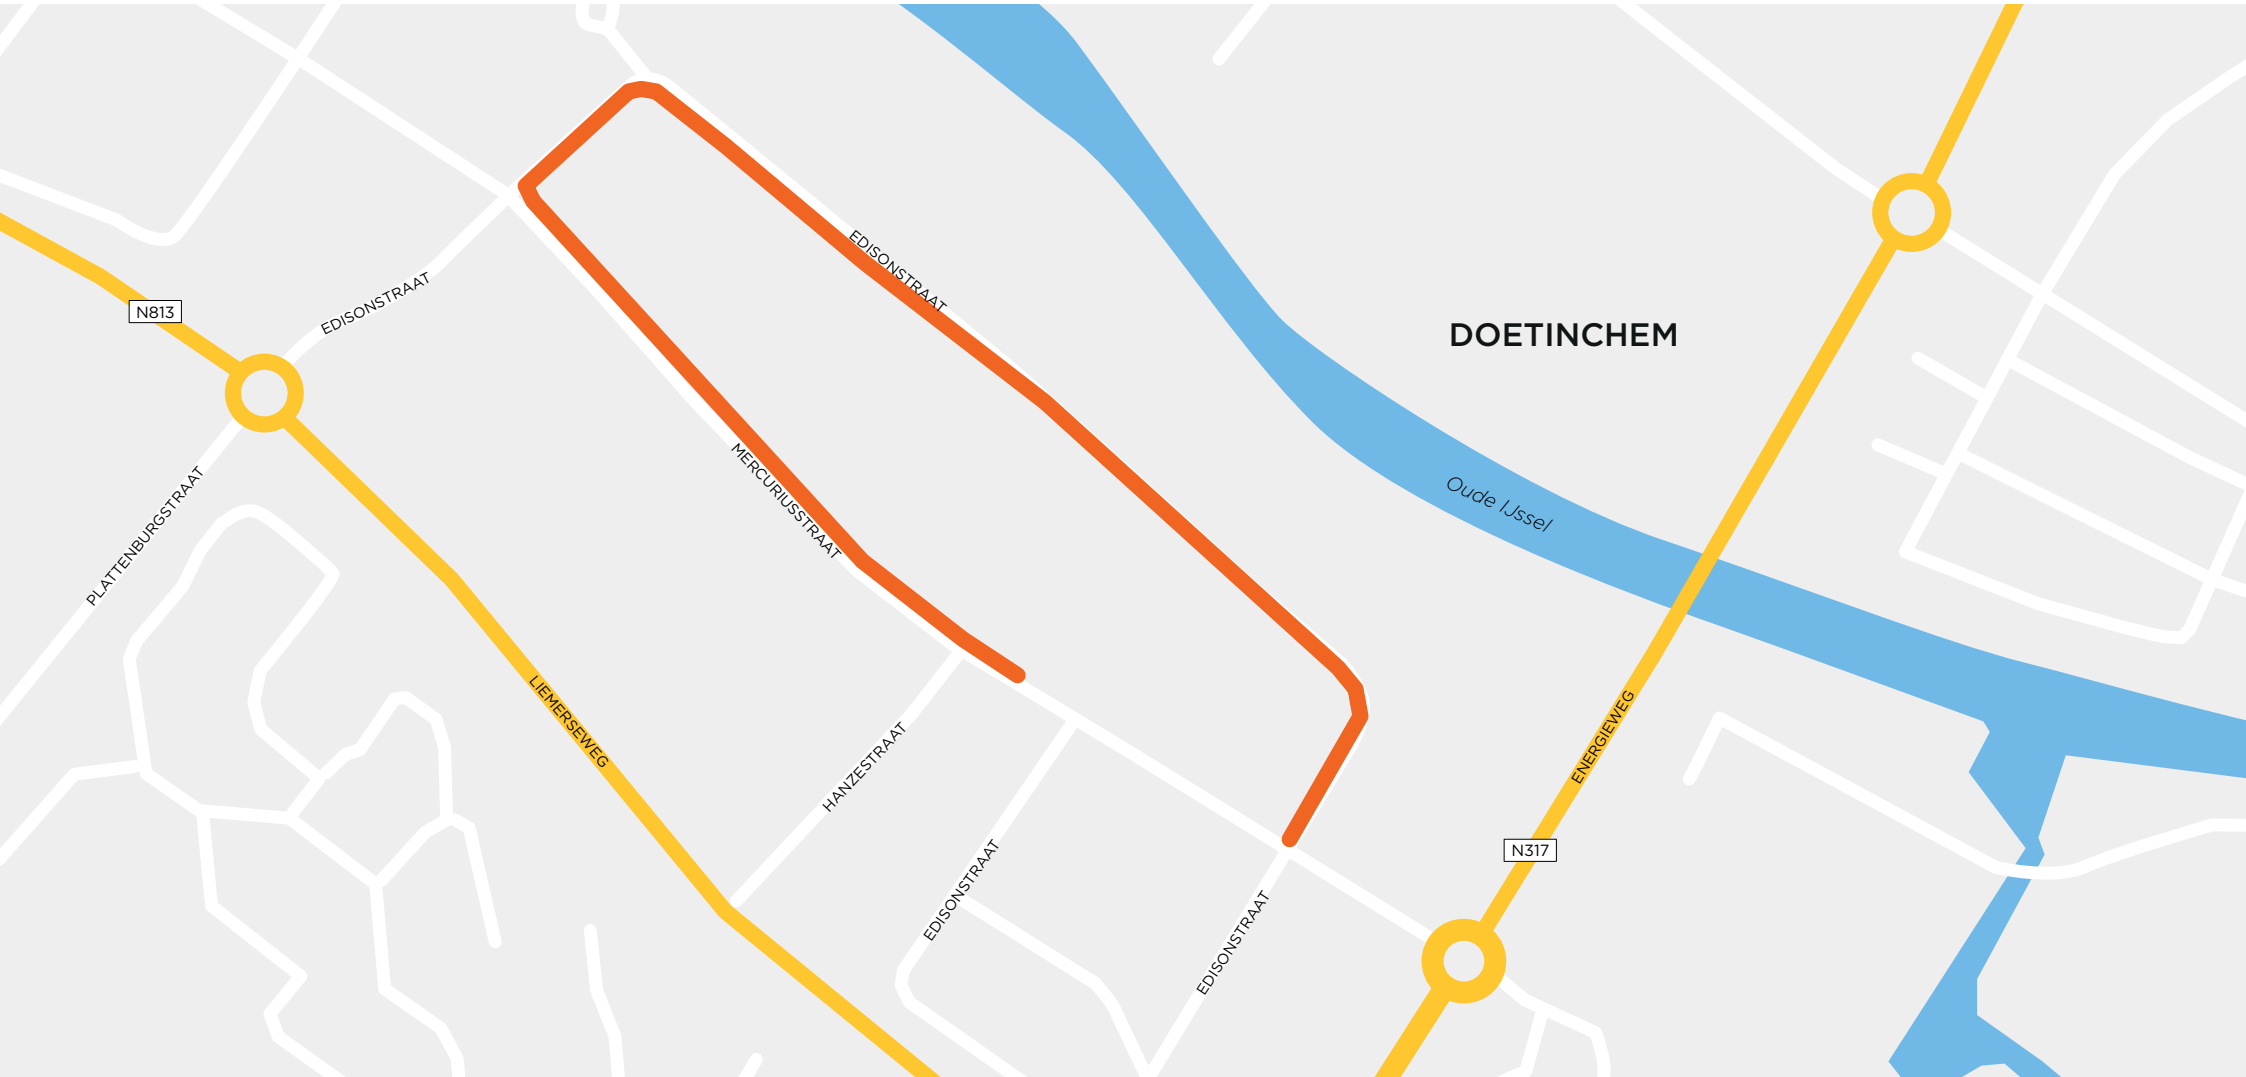 EDISONSTRAAT
EDISONSTRAAT
N813
DOETINCHEM
MERCURIUSSTRAAT
Oude IJssel
PLATTENBURGSTRAAT
LIEMERSEWEG
ENERGIEWEG
HANZESTRAAT
N317
EDISONSTRAAT
EDISONSTRAAT